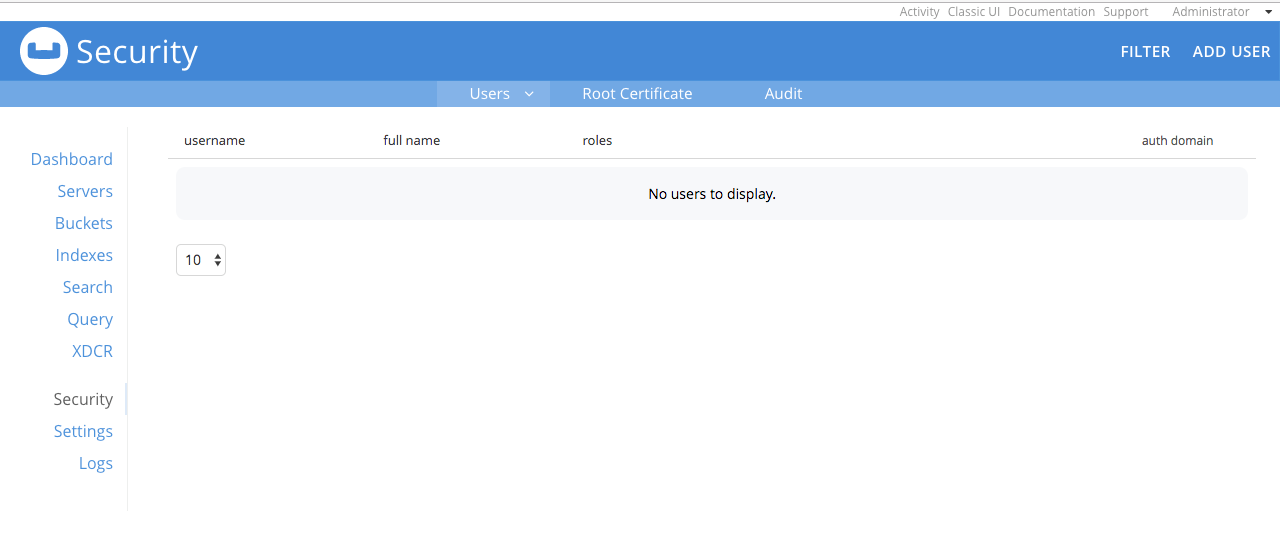 Activity Classic UI Documentation Support Administrator
Security FILTER ADD USER
Users Root Certificate Audit
username full name roles auth domain
No users to display.
10
Dashboard
Servers
Buckets
Indexes
Search
Query
XDCR
Security
Settings
Logs